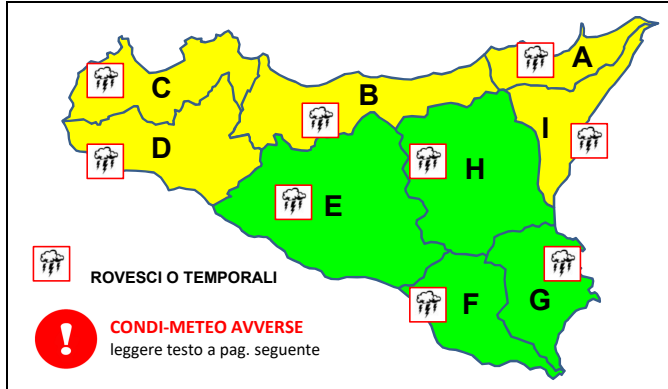 A
C
B
I
D
H
E
ROVESCI O TEMPORALI
F
G
CONDI-METEO AVVERSE
leggere testo a pag. seguente
!